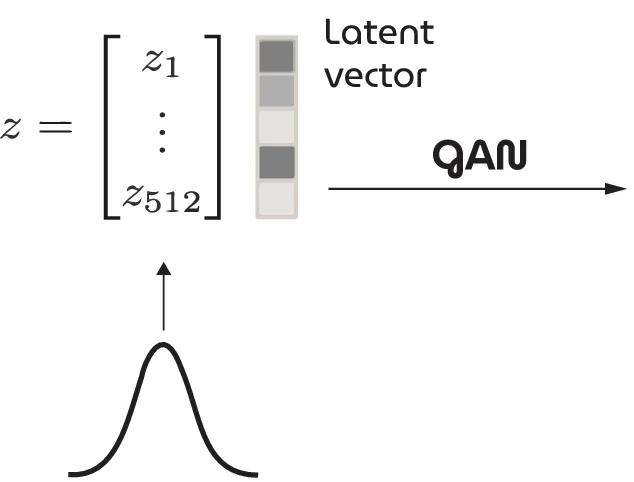 Latent
vector
z =
z₁
⋮
z₅₁₂
GAN